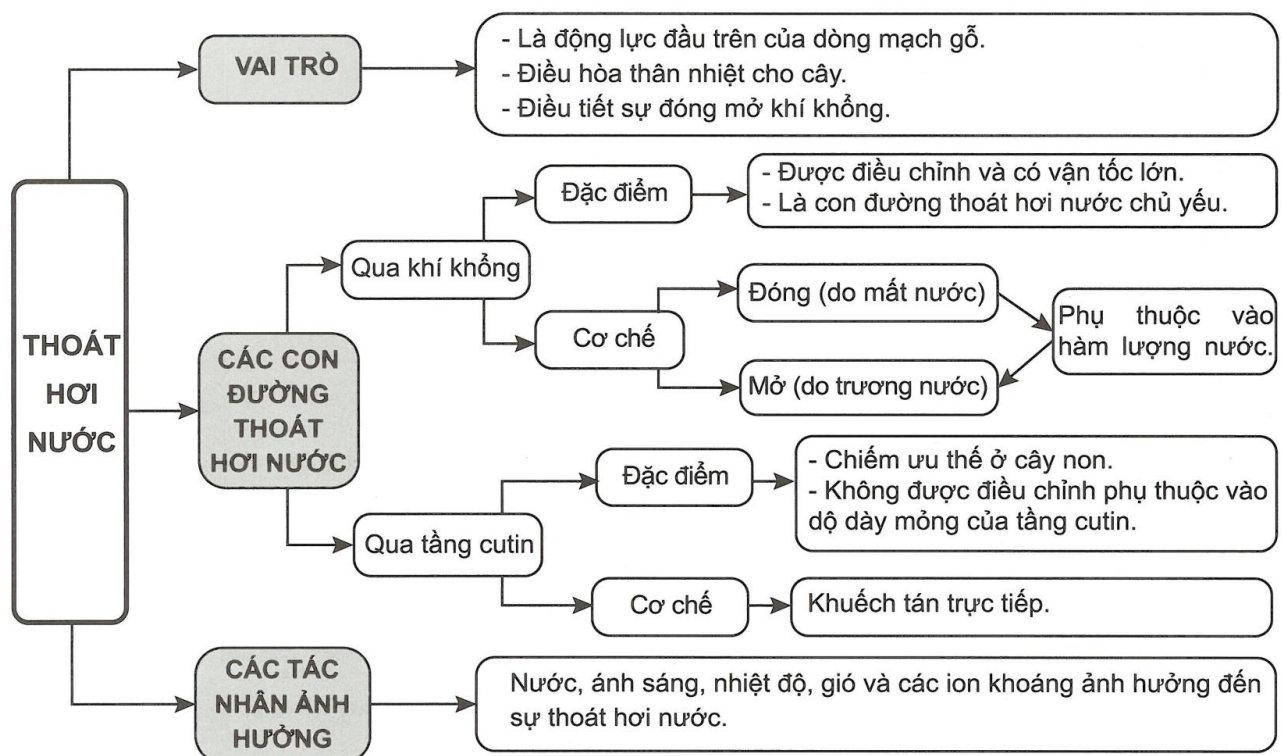 VAI TRÒ
- Là động lực đầu trên của dòng mạch gỗ.
- Điều hòa thân nhiệt cho cây.
- Điều tiết sự đóng mở khí khổng.
THOÁT
HƠI
NƯỚC
CÁC CON
ĐƯỜNG
THOÁT
HƠI NƯỚC
Qua khí khổng
Đặc điểm
- Được điều chỉnh và có vận tốc lớn.
- Là con đường thoát hơi nước chủ yếu.
Cơ chế
Đóng (do mất nước)
Mở (do trương nước)
Phụ thuộc vào
hàm lượng nước.
Qua tầng cutin
Đặc điểm
- Chiếm ưu thế ở cây non.
- Không được điều chỉnh phụ thuộc vào
dộ dày mỏng của tầng cutin.
Cơ chế
Khuếch tán trực tiếp.
CÁC TÁC
NHÂN ẢNH
HƯỞNG
Nước, ánh sáng, nhiệt độ, gió và các ion khoáng ảnh hưởng đến
sự thoát hơi nước.